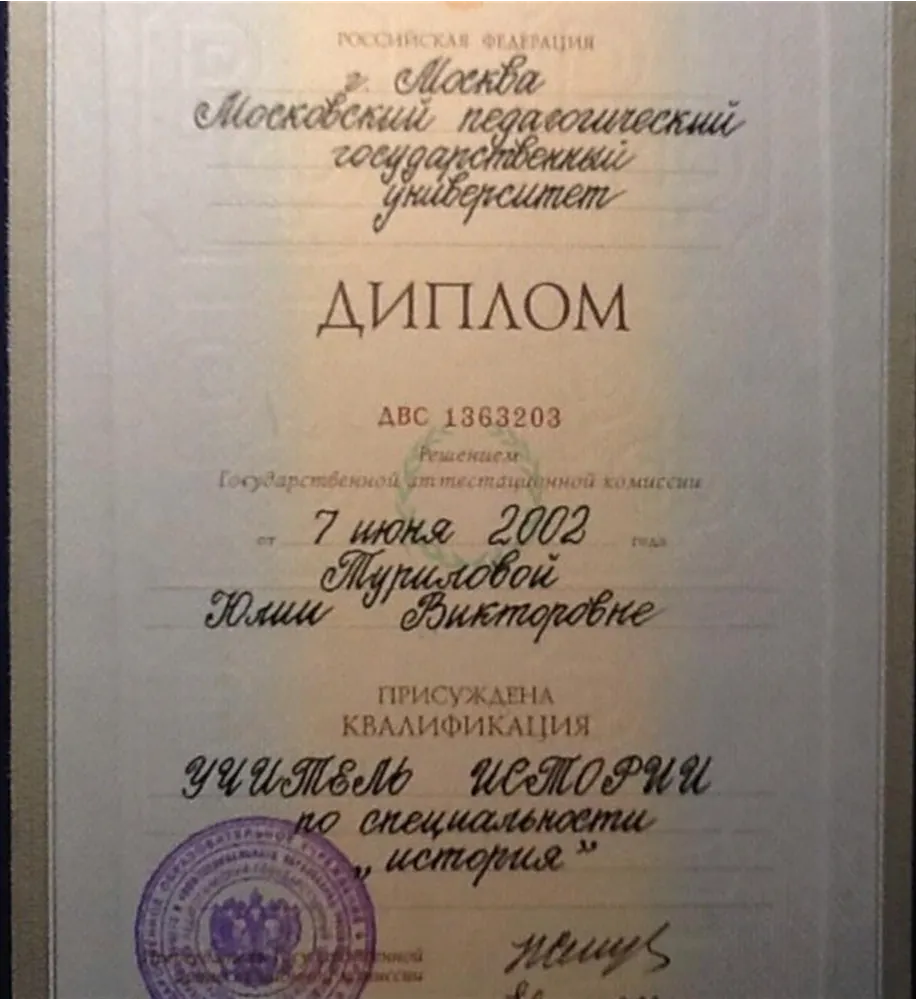 РОССИЙСКАЯ ФЕДЕРАЦИЯ
г. Москва
Московский педагогический
государственный
университет
ДИПЛОМ
ДВС 1363203
Решением
Государственной аттестационной комиссии
от 7 июня 2002 года
Туриловой
Юлии Викторовне
ПРИСУЖДЕНА
КВАЛИФИКАЦИЯ
УЧИТЕЛЬ ИСТОРИИ
по специальности
„история”